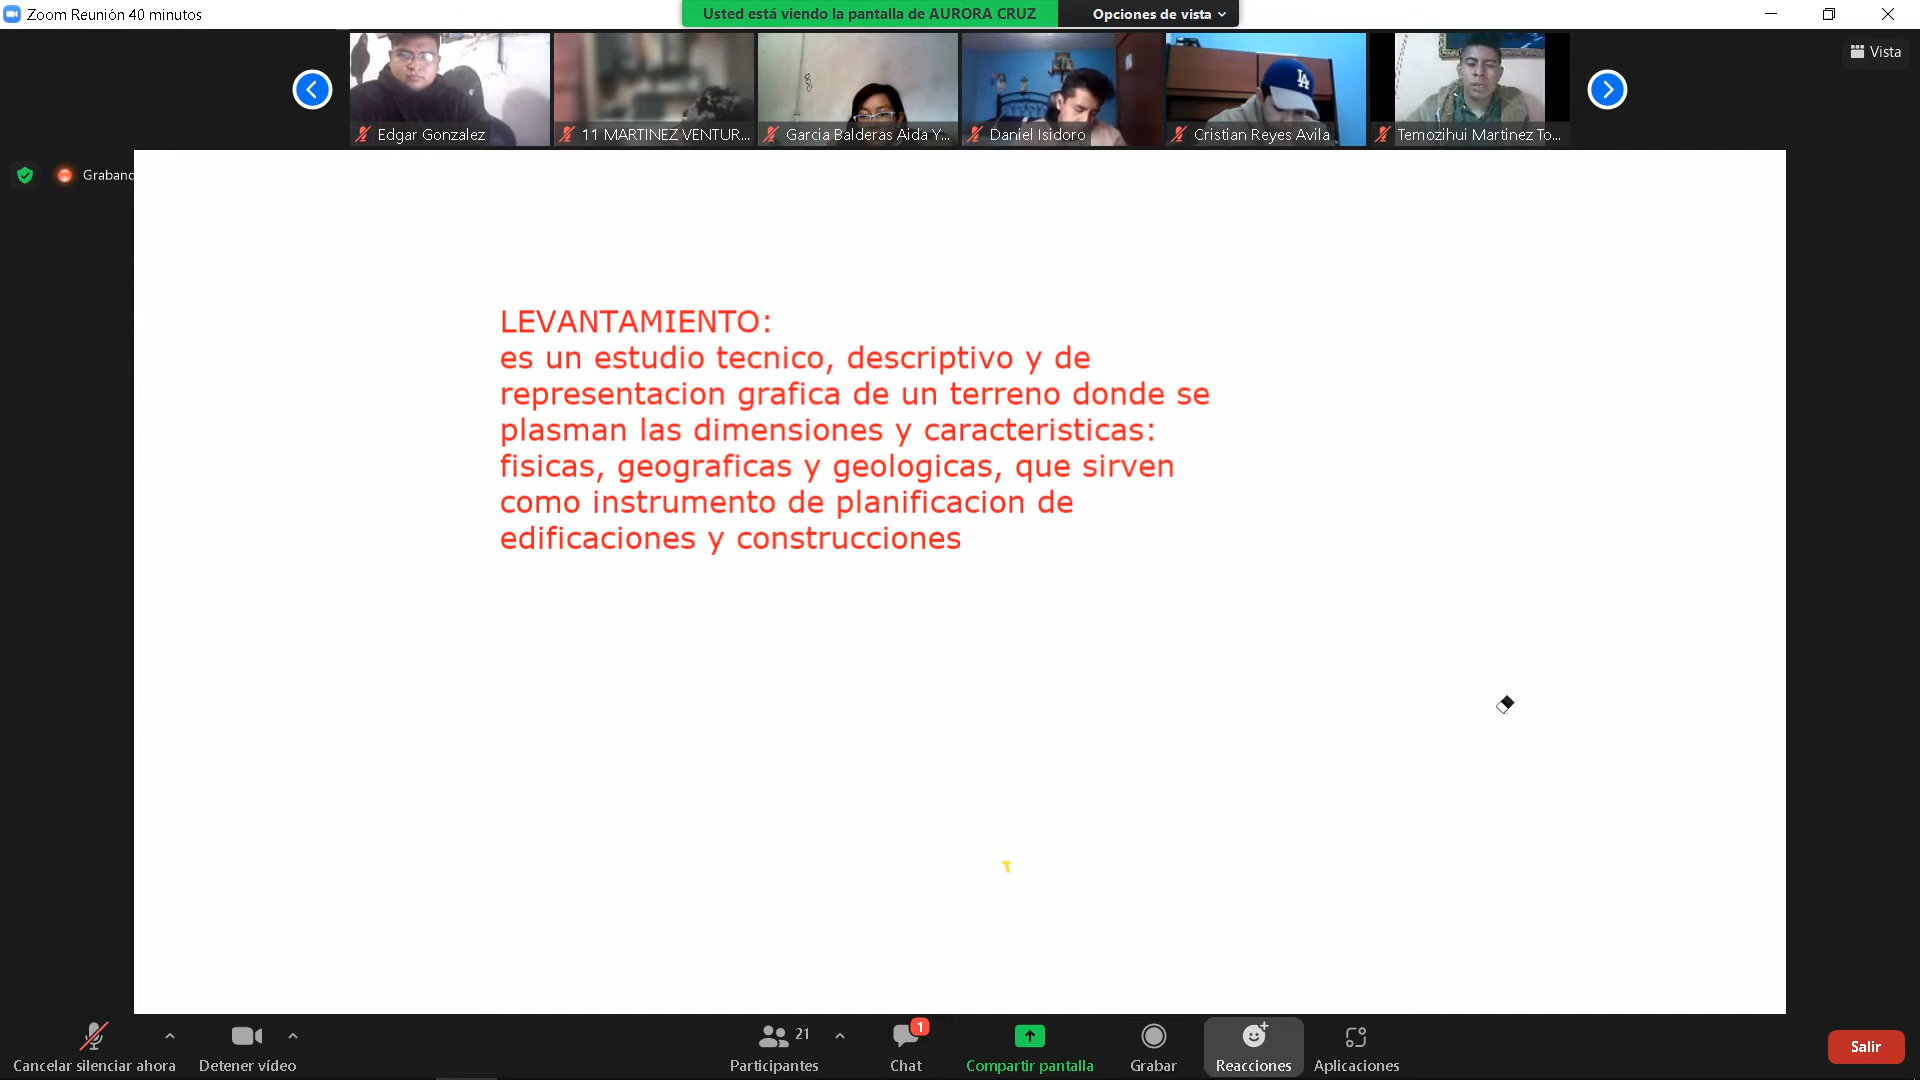 Zoom Reunión 40 minutos
Usted está viendo la pantalla de AURORA CRUZ
Opciones de vista
Vista
Edgar Gonzalez
11 MARTINEZ VENTUR...
Garcia Balderas Aida Y...
Daniel Isidoro
Cristian Reyes Avila
Temozihui Martinez To...
LA
Graband
LEVANTAMIENTO:
es un estudio tecnico, descriptivo y de
representacion grafica de un terreno donde se
plasman las dimensiones y caracteristicas:
fisicas, geograficas y geologicas, que sirven
como instrumento de planificacion de
edificaciones y construcciones
Cancelar silenciar ahora
Detener vídeo
21
Participantes
1
Chat
Compartir pantalla
Grabar
Reacciones
Aplicaciones
Salir